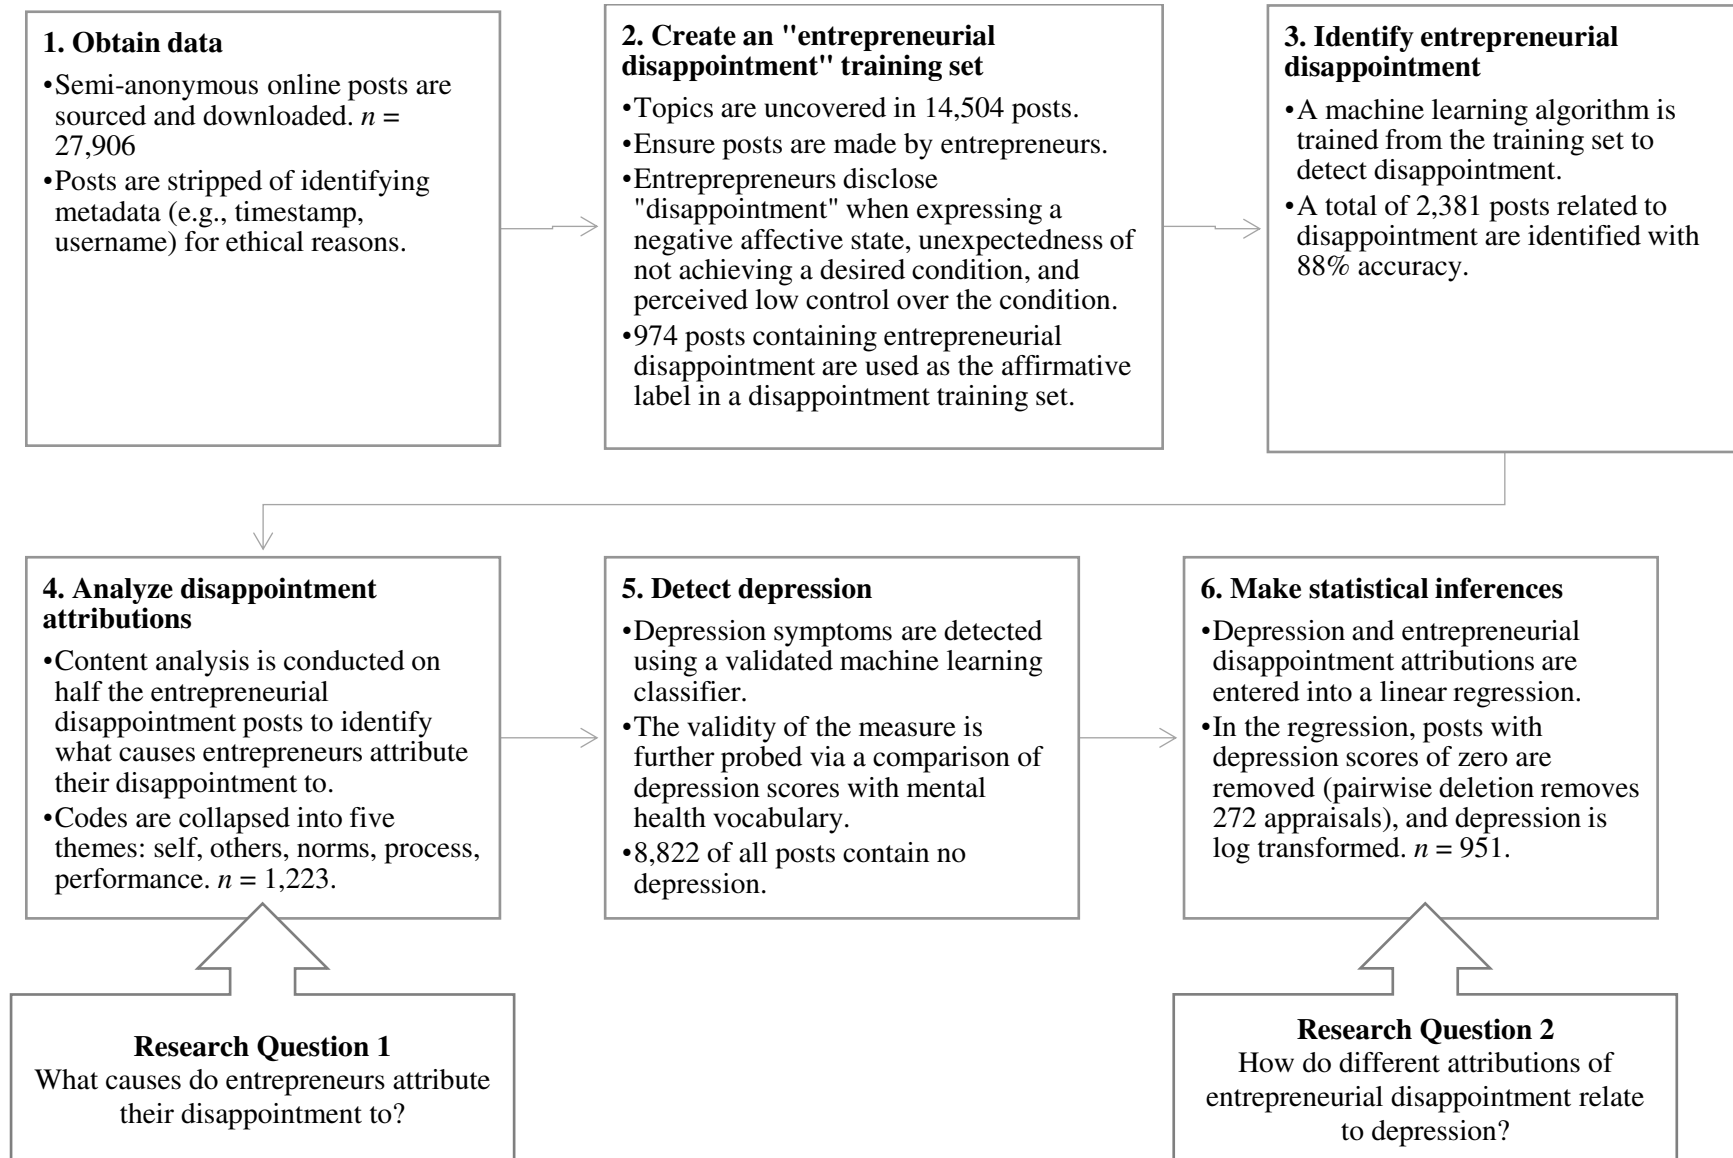 1. Obtain data
•Semi-anonymous online posts are
sourced and downloaded. n =
27,906
•Posts are stripped of identifying
metadata (e.g., timestamp,
username) for ethical reasons.
2. Create an "entrepreneurial
disappointment" training set
•Topics are uncovered in 14,504 posts.
•Ensure posts are made by entrepreneurs.
•Entreprepreneurs disclose
"disappointment" when expressing a
negative affective state, unexpectedness of
not achieving a desired condition, and
perceived low control over the condition.
•974 posts containing entrepreneurial
disappointment are used as the affirmative
label in a disappointment training set.
3. Identify entrepreneurial
disappointment
•A machine learning algorithm is
trained from the training set to
detect disappointment.
•A total of 2,381 posts related to
disappointment are identified with
88% accuracy.
4. Analyze disappointment
attributions
•Content analysis is conducted on
half the entrepreneurial
disappointment posts to identify
what causes entrepreneurs attribute
their disappointment to.
•Codes are collapsed into five
themes: self, others, norms, process,
performance. n = 1,223.
5. Detect depression
•Depression symptoms are detected
using a validated machine learning
classifier.
•The validity of the measure is
further probed via a comparison of
depression scores with mental
health vocabulary.
•8,822 of all posts contain no
depression.
6. Make statistical inferences
•Depression and entrepreneurial
disappointment attributions are
entered into a linear regression.
•In the regression, posts with
depression scores of zero are
removed (pairwise deletion removes
272 appraisals), and depression is
log transformed. n = 951.
Research Question 1
What causes do entrepreneurs attribute
their disappointment to?
Research Question 2
How do different attributions of
entrepreneurial disappointment relate
to depression?